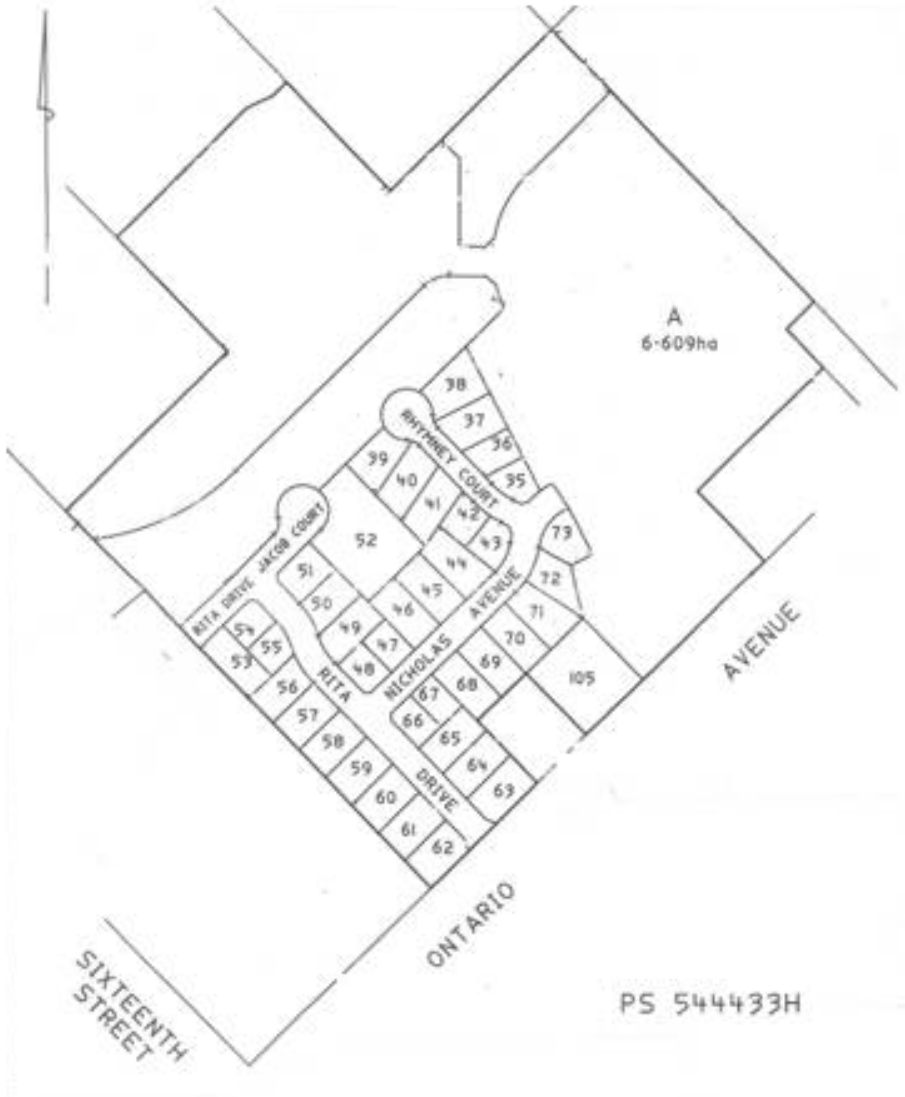 A
6-609ha
38
37
36
35
RHYMNEY COURT
39
40
41
42
43
73
52
44
72
JACOB COURT
51
45
AVENUE
71
50
46
RITA DRIVE
54
49
47
NICHOLAS
70
55
53
48
69
105
AVENUE
RITA
67
68
56
66
57
65
58
64
59
DRIVE
63
60
61
62
ONTARIO
SIXTEENTH
STREET
PS 544433H